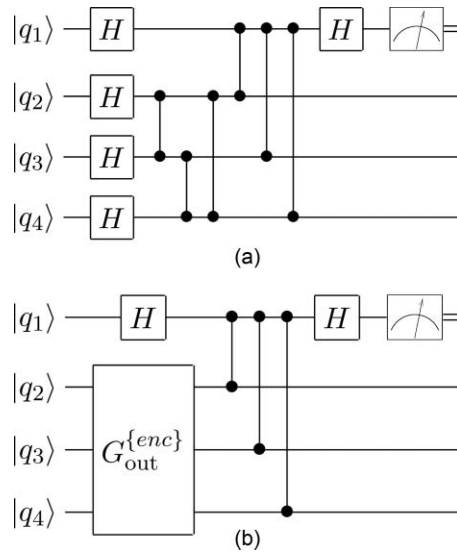 |q₁⟩ H H
|q₂⟩ H
|q₃⟩ H
|q₄⟩ H
(a)
|q₁⟩ H H
|q₂⟩
|q₃⟩ G_out^{enc}
|q₄⟩
(b)